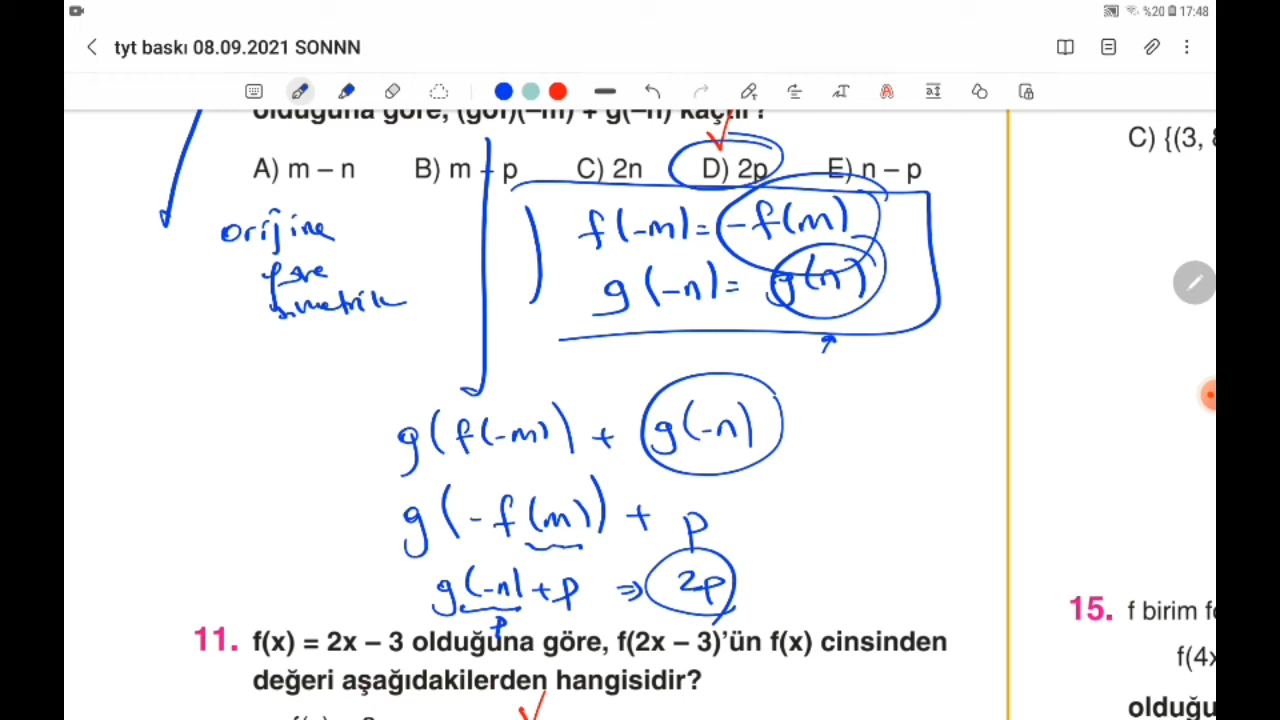 %20 17:48
tyt baskı 08.09.2021 SONNN
olduğuna göre, (gof)(–m) + g(–n) kaçtır?
A) m – n B) m – p C) 2n D) 2p E) n – p
orijine
göre
simetrik
f(-m) = -f(m)
g(-n) = g(n)
g(f(-m)) + g(-n)
g(-f(m)) + p
g(-n) + p ⇒ 2p
p
11. f(x) = 2x – 3 olduğuna göre, f(2x – 3)'ün f(x) cinsinden
değeri aşağıdakilerden hangisidir?
C) {(3, 8
15. f birim
f(4x